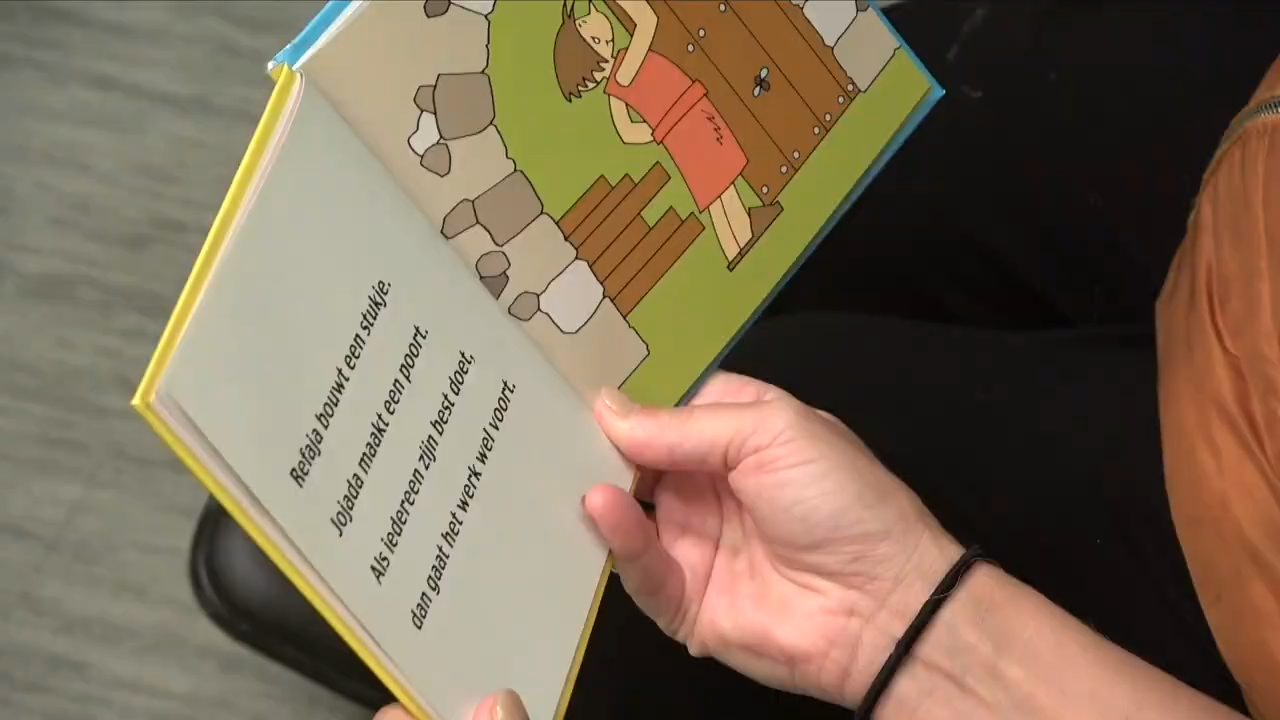 Refaja bouwt een stukje.
Jojada maakt een poort.
Als iedereen zijn best doet,
dan gaat het werk wel voort.